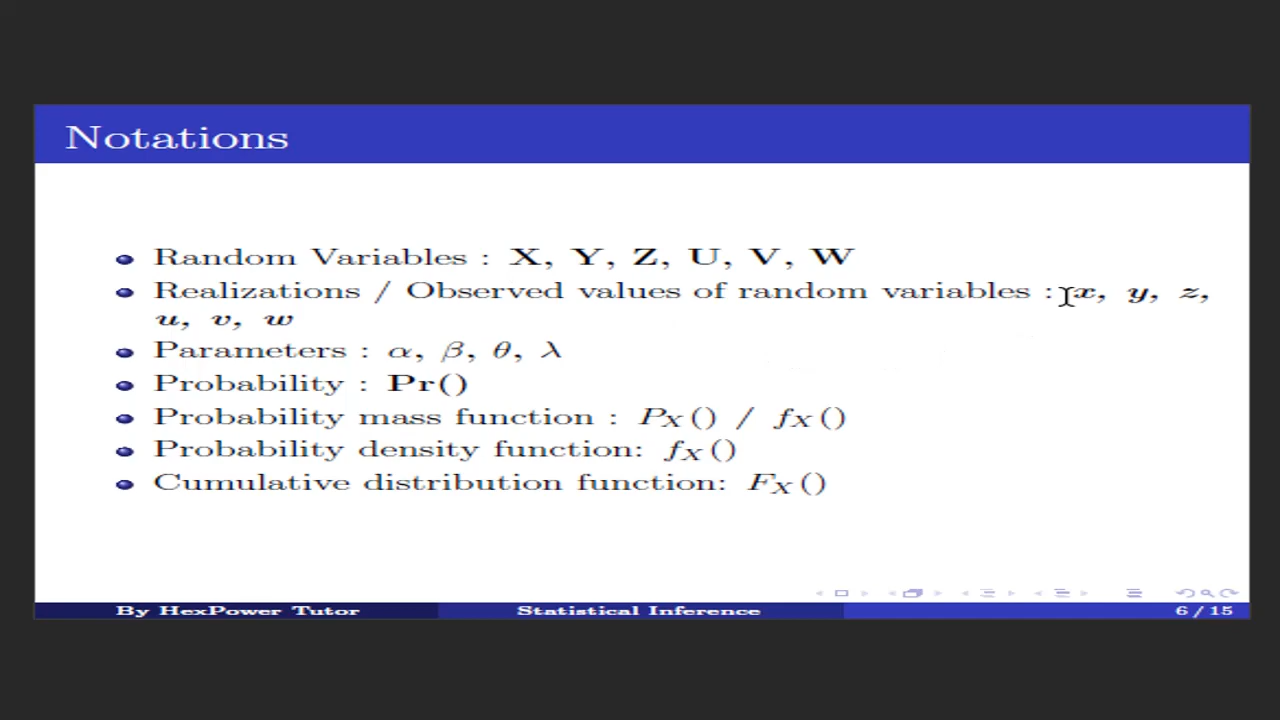 Notations
Random Variables : X, Y, Z, U, V, W
Realizations / Observed values of random variables : x, y, z,
u, v, w
Parameters : α, β, θ, λ
Probability : Pr()
Probability mass function : P_X() / f_X()
Probability density function: f_X()
Cumulative distribution function: F_X()
By HexPower Tutor
Statistical Inference
6 / 15